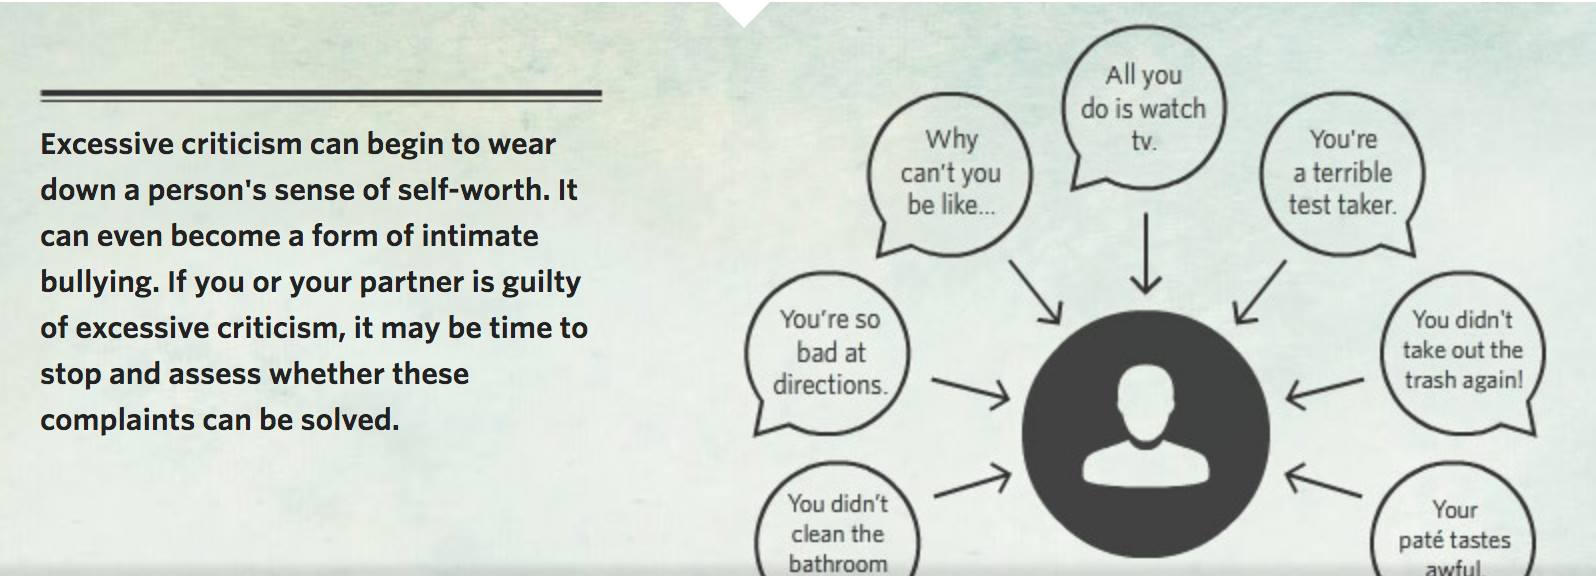 Excessive criticism can begin to wear
down a person's sense of self-worth. It
can even become a form of intimate
bullying. If you or your partner is guilty
of excessive criticism, it may be time to
stop and assess whether these
complaints can be solved.
All you
do is watch
tv.
Why
can't you
be like...
You're
a terrible
test taker.
You're so
bad at
directions.
You didn't
take out the
trash again!
You didn't
clean the
bathroom
Your
paté tastes
awful